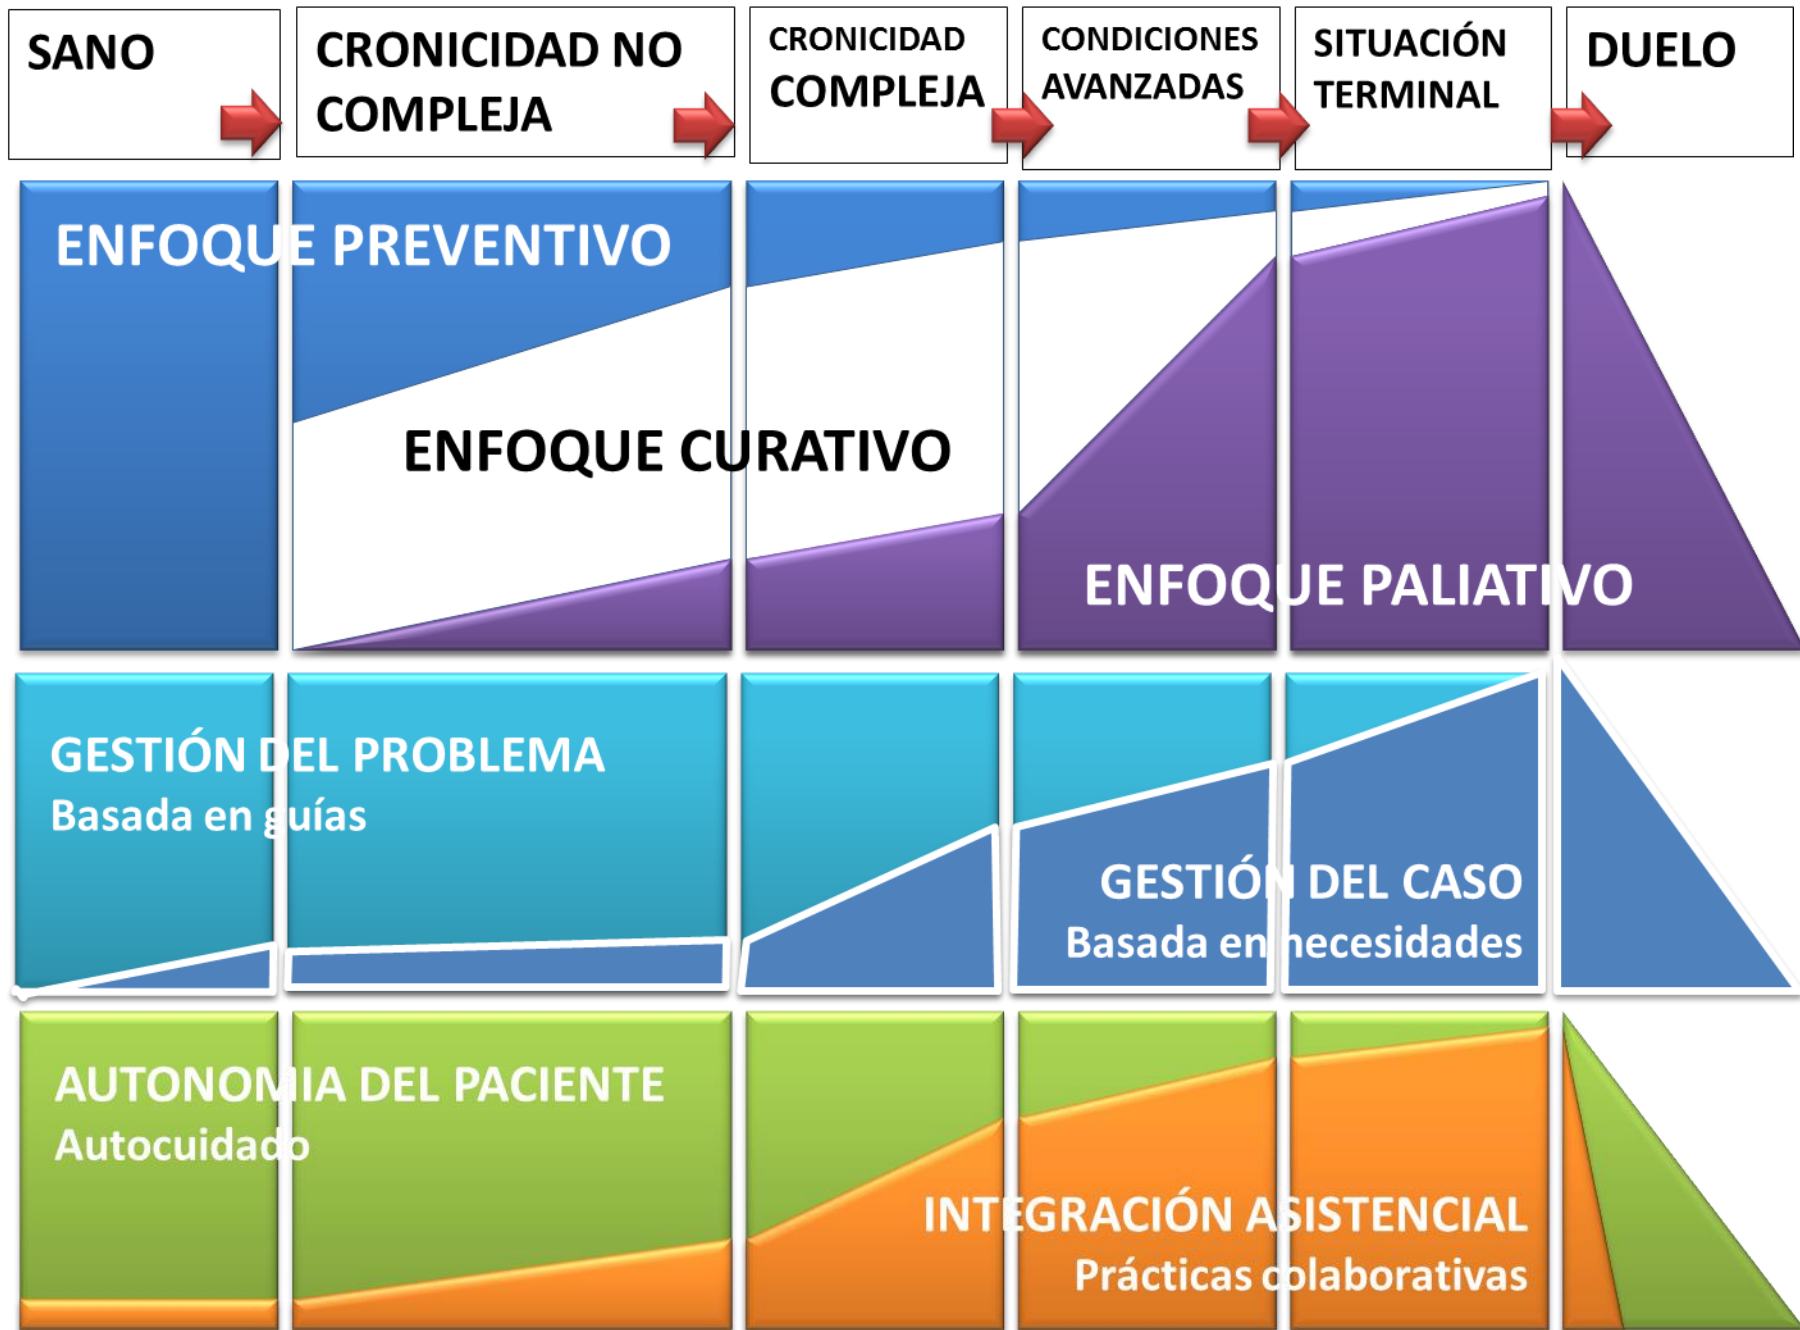 SANO
CRONICIDAD NO
COMPLEJA
CRONICIDAD
COMPLEJA
CONDICIONES
AVANZADAS
SITUACIÓN
TERMINAL
DUELO
ENFOQUE PREVENTIVO
ENFOQUE CURATIVO
ENFOQUE PALIATIVO
GESTIÓN DEL PROBLEMA
Basada en guías
GESTIÓN DEL CASO
Basada en necesidades
AUTONOMIA DEL PACIENTE
Autocuidado
INTEGRACIÓN ASISTENCIAL
Prácticas colaborativas